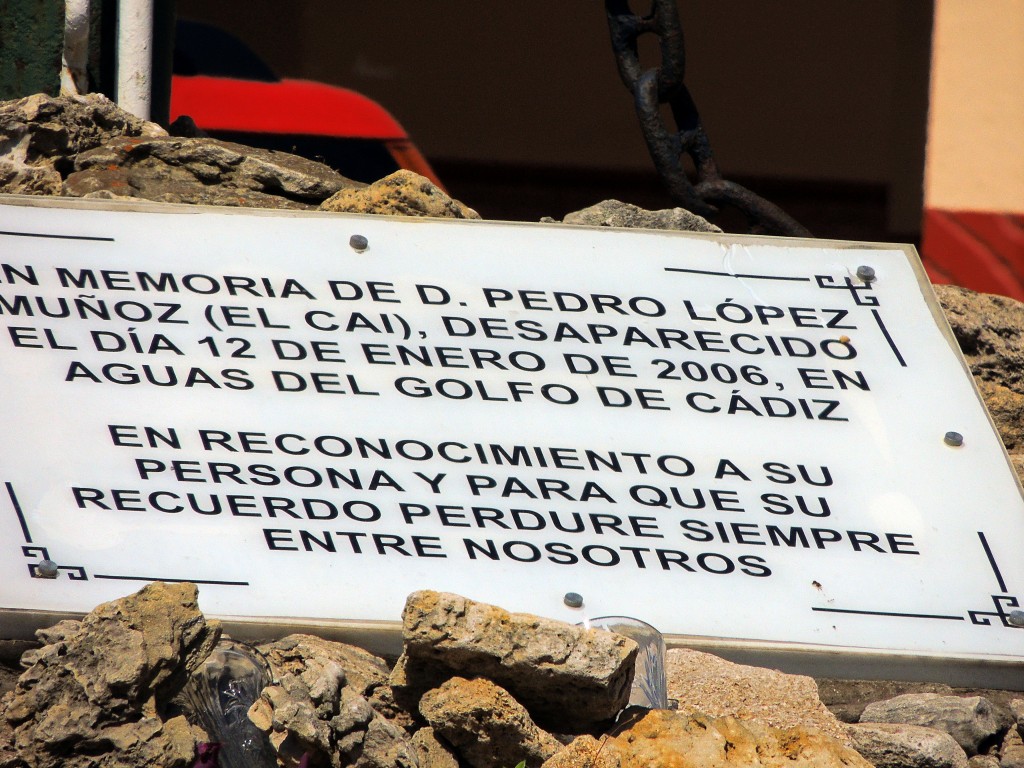 EN MEMORIA DE D. PEDRO LÓPEZ
MUÑOZ (EL CAI), DESAPARECIDO
EL DÍA 12 DE ENERO DE 2006, EN
AGUAS DEL GOLFO DE CÁDIZ
EN RECONOCIMIENTO A SU
PERSONA Y PARA QUE SU
RECUERDO PERDURE SIEMPRE
ENTRE NOSOTROS